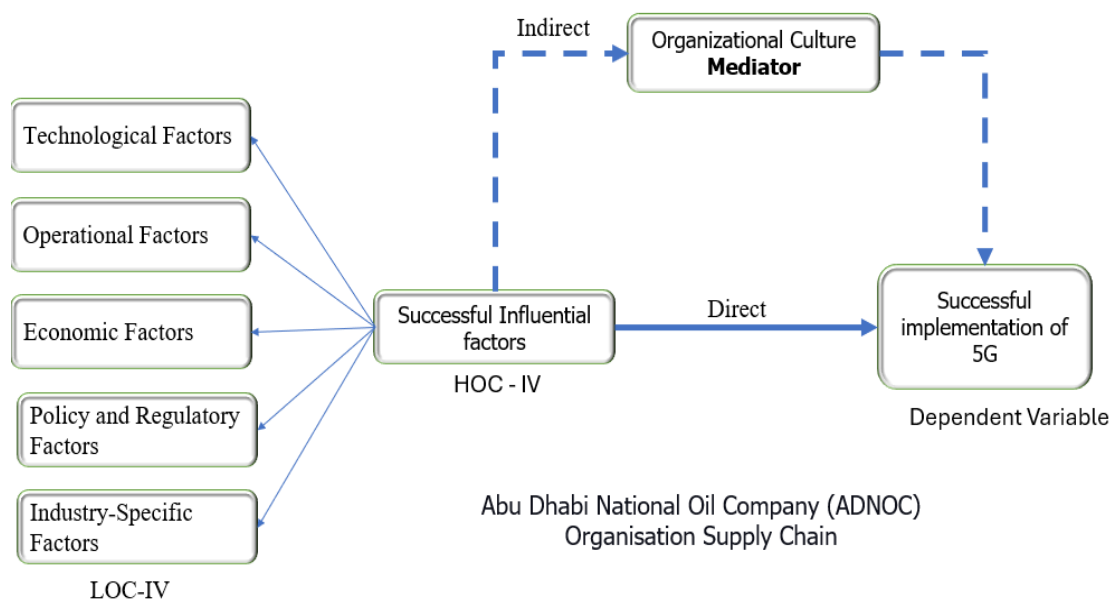 Indirect
Organizational Culture
Mediator
Technological Factors
Operational Factors
Economic Factors
Policy and Regulatory
Factors
Industry-Specific
Factors
LOC-IV
Successful Influential
factors
HOC - IV
Direct
Successful
implementation of
5G
Dependent Variable
Abu Dhabi National Oil Company (ADNOC)
Organisation Supply Chain